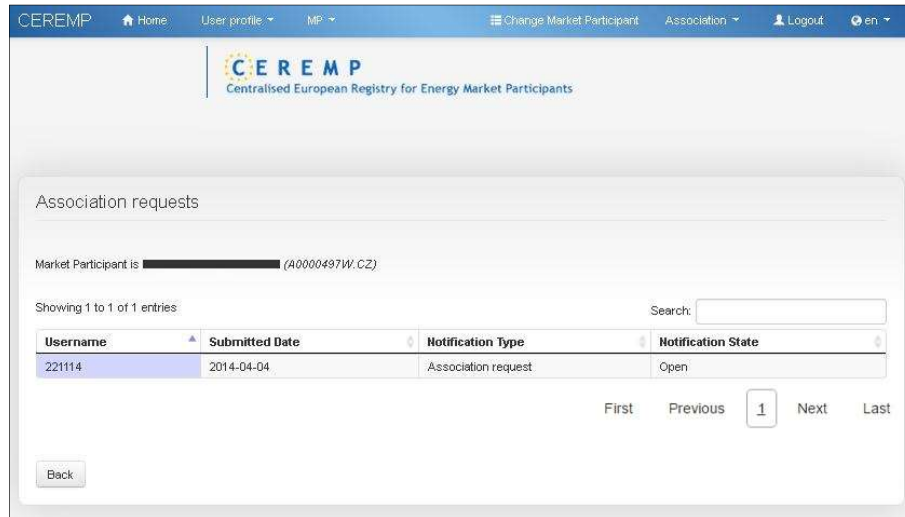 CEREMP Home User profile MP Change Market Participant Association Logout en
CEREMP
Centralised European Registry for Energy Market Participants
Association requests
Market Participant is (A0000497W.CZ)
Showing 1 to 1 of 1 entries Search:
Username Submitted Date Notification Type Notification State
221114 2014-04-04 Association request Open
First Previous 1 Next Last
Back